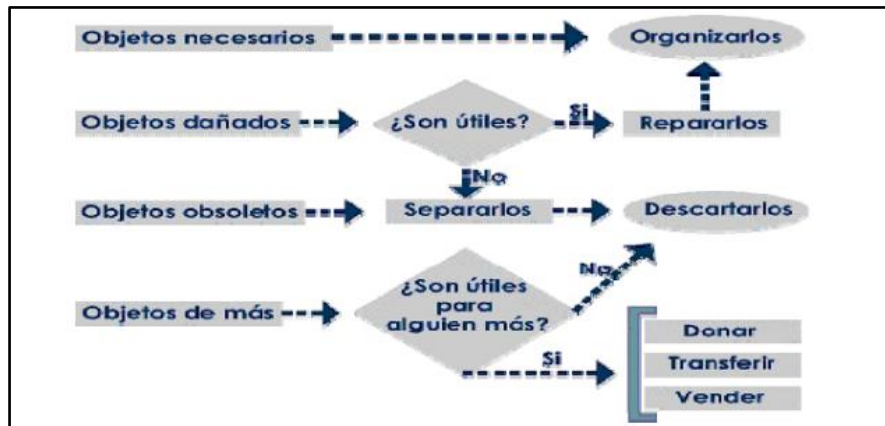 Objetos necesarios
Organizarlos
Objetos dañados
¿Son útiles?
Si
Repararlos
No
Objetos obsoletos
Separarlos
Descartarlos
Objetos de más
¿Son útiles
para
alguien más?
No
Si
Donar
Transferir
Vender